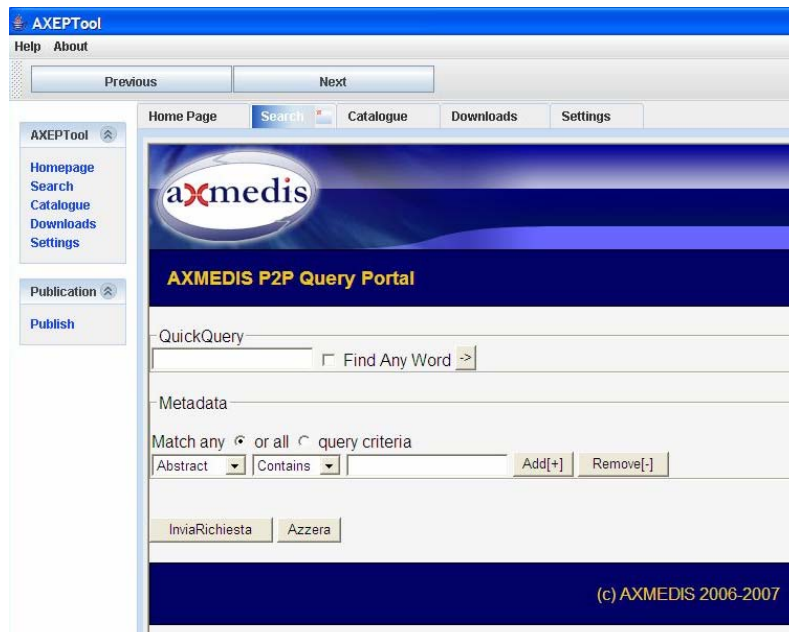 AXEPTool
Help About
Previous Next
Home Page Search Catalogue Downloads Settings
AXEPTool
Homepage
Search
Catalogue
Downloads
Settings
Publication
Publish
axmedis
AXMEDIS P2P Query Portal
QuickQuery
Find Any Word ->
Metadata
Match any or all query criteria
Abstract Contains Add[+] Remove[-]
InviaRichiesta Azzera
(c) AXMEDIS 2006-2007